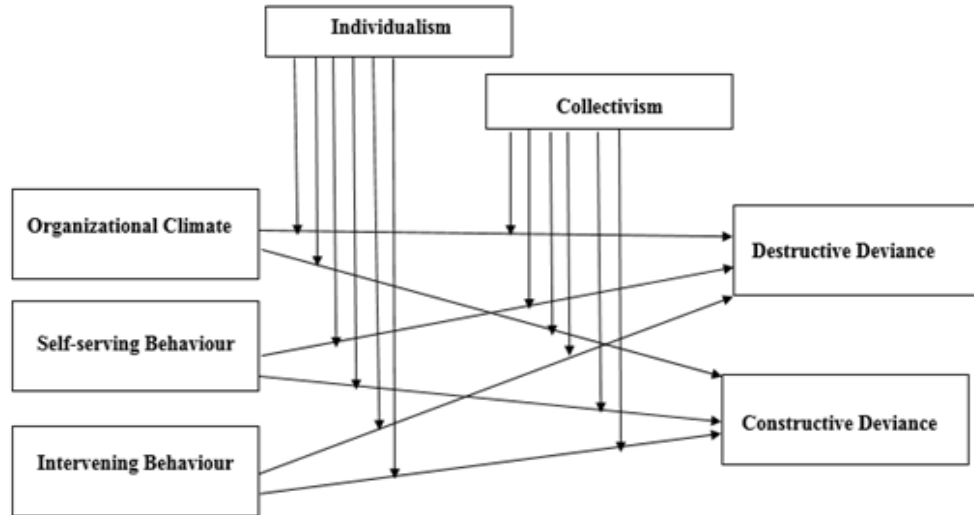 Individualism
Collectivism
Organizational Climate
Destructive Deviance
Self-serving Behaviour
Constructive Deviance
Intervening Behaviour